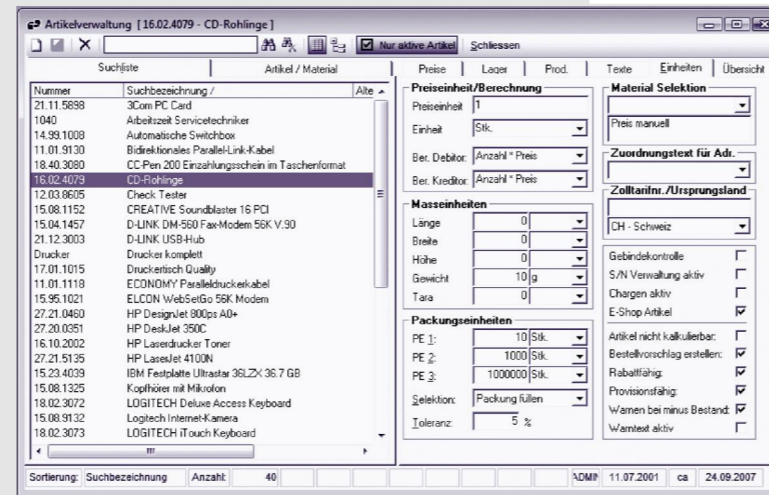 Artikelverwaltung [ 16.02.4079 - CD-Rohlinge ]
Nur aktive Artikel Schliessen
Suchliste Artikel / Material
Nummer Suchbezeichnung / Alte
21.11.5898 3Com PC Card
1040 Arbeitszeit Servicetechniker
14.99.1008 Automatische Switchbox
11.01.9130 Bidirektionales Parallel-Link-Kabel
18.40.3080 CC-Pen 200 Einzahlungsschein im Taschenformat
16.02.4079 CD-Rohlinge
12.03.8605 Check Tester
15.08.1152 CREATIVE Soundblaster 16 PCI
15.04.1457 D-LINK DM-560 Fax-Modem 56K V.90
21.12.3003 D-LINK USB-Hub
Drucker Drucker komplett
17.01.1015 Druckertisch Quality
11.01.1118 ECONOMY Paralleldruckerkabel
15.95.1021 ELCON WebSetGo 56K Modem
27.21.0460 HP DesignJet 800ps A0+
27.20.0351 HP DeskJet 350C
16.10.2002 HP Laserdrucker Toner
27.21.5135 HP LaserJet 4100N
15.23.4039 IBM Festplatte Ultrastar 36LZX 36.7 GB
15.08.1325 Kopfhörer mit Mikrofon
18.02.3072 LOGITECH Deluxe Access Keyboard
15.08.9132 Logitech Internet-Kamera
18.02.3073 LOGITECH iTouch Keyboard
Preise Lager Prod. Texte Einheiten Übersicht
Preiseinheit/Berechnung
Preiseinheit 1
Einheit Stk.
Ber. Debitor: Anzahl * Preis
Ber. Kreditor: Anzahl * Preis
Masseinheiten
Länge 0
Breite 0
Höhe 0
Gewicht 10 g
Tara 0
Packungseinheiten
PE 1: 10 Stk.
PE 2: 1000 Stk.
PE 3: 1000000 Stk.
Selektion: Packung füllen
Toleranz: 5 %
Material Selektion
Preis manuell
Zuordnungstext für Adr.
Zolltarifnr./Ursprungsland
CH - Schweiz
Gebindekontrolle
S/N Verwaltung aktiv
Chargen aktiv
E-Shop Artikel
Artikel nicht kalkulierbar:
Bestellvorschlag erstellen:
Rabattfähig:
Provisionsfähig:
Warnen bei minus Bestand:
Warntext aktiv
Sortierung: Suchbezeichnung Anzahl: 40 ADMIN 11.07.2001 ca 24.09.2007